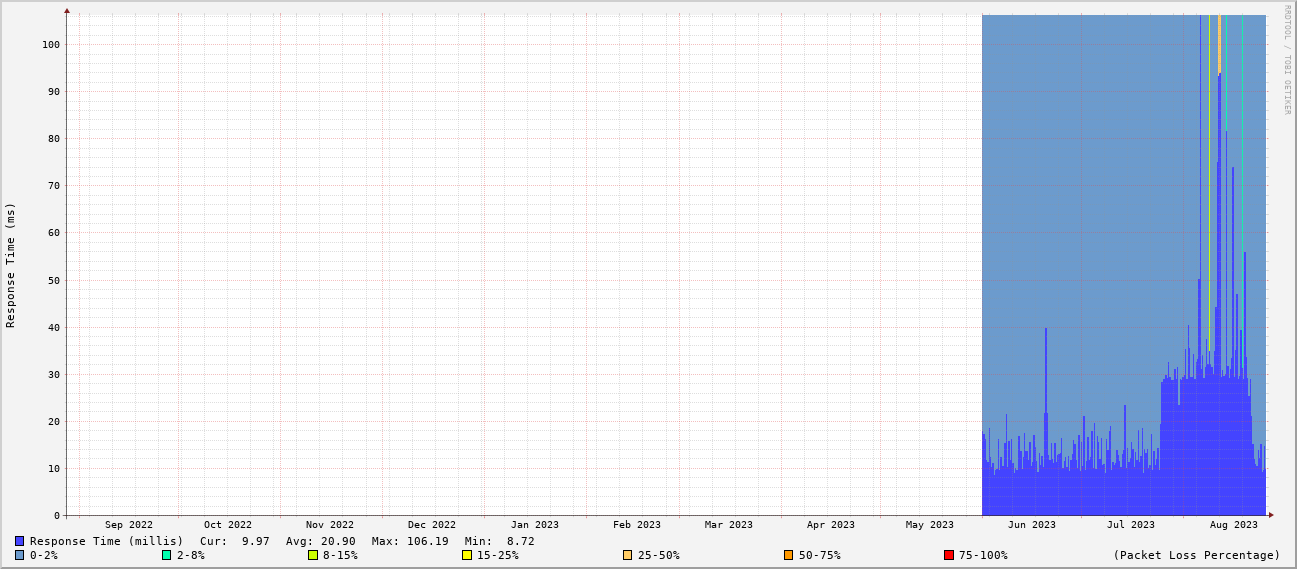 RRDTOOL / TOBI OETIKER
Response Time (ms)
100
90
80
70
60
50
40
30
20
10
0
Sep 2022 Oct 2022 Nov 2022 Dec 2022 Jan 2023 Feb 2023 Mar 2023 Apr 2023 May 2023 Jun 2023 Jul 2023 Aug 2023
Response Time (millis) Cur: 9.97 Avg: 20.90 Max: 106.19 Min: 8.72
0-2% 2-8% 8-15% 15-25% 25-50% 50-75% 75-100% (Packet Loss Percentage)